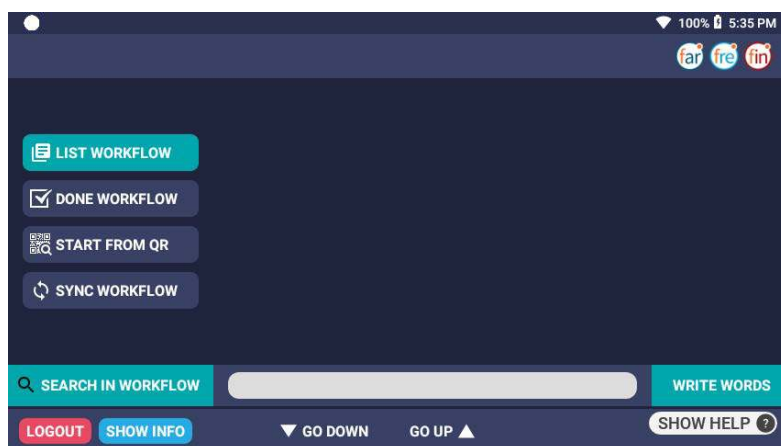 100% 5:35 PM
far fre fin
LIST WORKFLOW
DONE WORKFLOW
START FROM QR
SYNC WORKFLOW
SEARCH IN WORKFLOW WRITE WORDS
LOGOUT SHOW INFO GO DOWN GO UP SHOW HELP ?